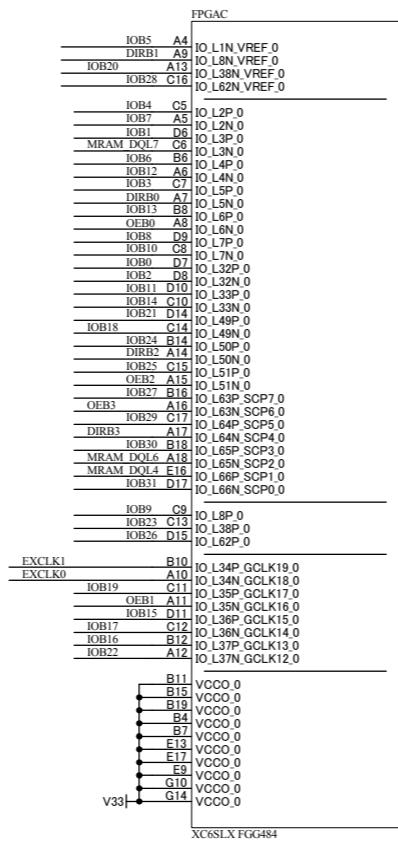 FPGAC
IOB5 A4 IO_L1N_VREF_0
DIRB1 A9 IO_L8N_VREF_0
IOB20 A13 IO_L38N_VREF_0
IOB28 C16 IO_L62N_VREF_0
IOB4 C5 IO_L2P_0
IOB7 A5 IO_L2N_0
IOB1 D6 IO_L3P_0
MRAM_DQL7 C6 IO_L3N_0
IOB6 B6 IO_L4P_0
IOB12 A6 IO_L4N_0
IOB3 C7 IO_L5P_0
DIRB0 A7 IO_L5N_0
IOB13 B8 IO_L6P_0
OEB0 A8 IO_L6N_0
IOB8 D9 IO_L7P_0
IOB10 C8 IO_L7N_0
IOB0 D7 IO_L32P_0
IOB2 D8 IO_L32N_0
IOB11 D10 IO_L33P_0
IOB14 C10 IO_L33N_0
IOB21 D14 IO_L49P_0
IOB18 C14 IO_L49N_0
IOB24 B14 IO_L50P_0
DIRB2 A14 IO_L50N_0
IOB25 C15 IO_L51P_0
OEB2 A15 IO_L51N_0
IOB27 B16 IO_L63P_SCP7_0
OEB3 A16 IO_L63N_SCP6_0
IOB29 C17 IO_L64P_SCP5_0
DIRB3 A17 IO_L64N_SCP4_0
IOB30 B18 IO_L65P_SCP3_0
MRAM_DQL6 A18 IO_L65N_SCP2_0
MRAM_DQL4 E16 IO_L66P_SCP1_0
IOB31 D17 IO_L66N_SCP0_0
IOB9 C9 IO_L8P_0
IOB23 C13 IO_L38P_0
IOB26 D15 IO_L62P_0
EXCLK1 B10 IO_L34P_GCLK19_0
EXCLK0 A10 IO_L34N_GCLK18_0
IOB19 C11 IO_L35P_GCLK17_0
OEB1 A11 IO_L35N_GCLK16_0
IOB15 D11 IO_L36P_GCLK15_0
IOB17 C12 IO_L36N_GCLK14_0
IOB16 B12 IO_L37P_GCLK13_0
IOB22 A12 IO_L37N_GCLK12_0
B11 VCCO_0
B15 VCCO_0
B19 VCCO_0
B4 VCCO_0
B7 VCCO_0
E13 VCCO_0
E17 VCCO_0
E9 VCCO_0
G10 VCCO_0
V33 G14 VCCO_0
XC6SLX FGG484